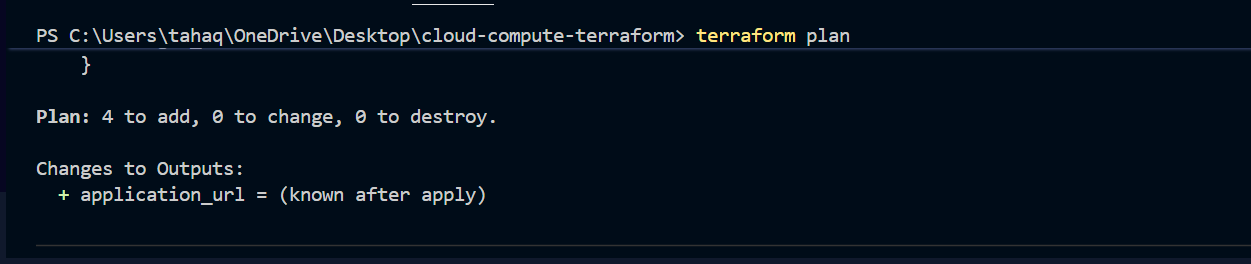 PS C:\Users\tahaq\OneDrive\Desktop\cloud-compute-terraform> terraform plan
}
Plan: 4 to add, 0 to change, 0 to destroy.
Changes to Outputs:
+ application_url = (known after apply)